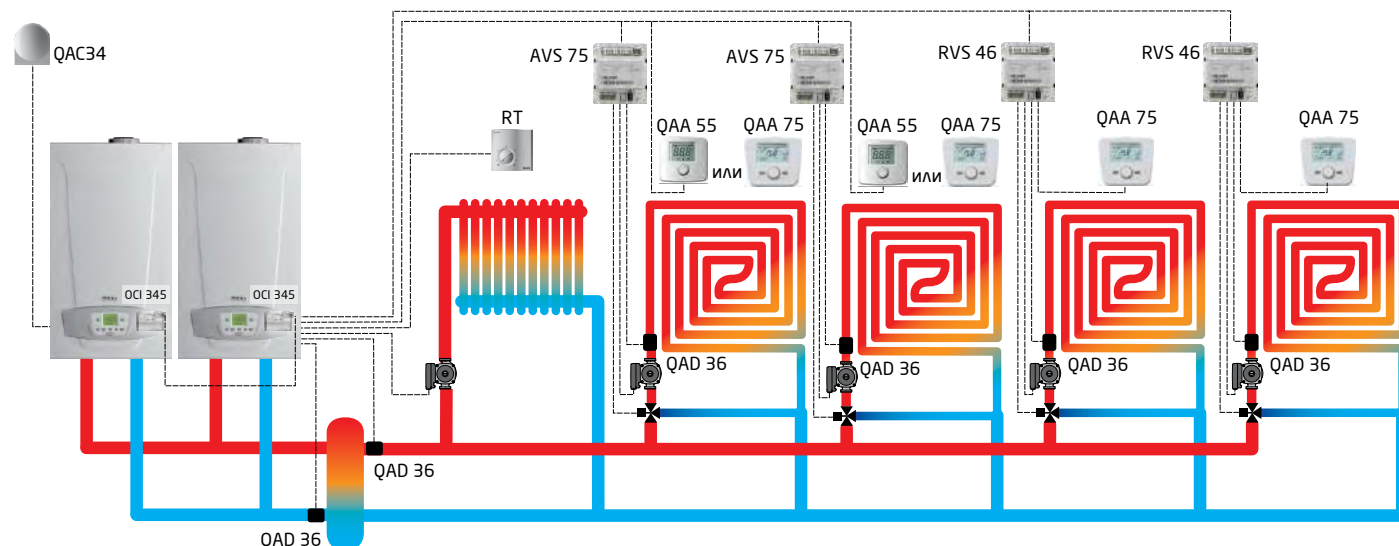 QAC34
AVS 75
AVS 75
RVS 46
RVS 46
RT
QAA 55
или
QAA 75
QAA 55
или
QAA 75
QAA 75
QAA 75
OCI 345
OCI 345
QAD 36
QAD 36
QAD 36
QAD 36
QAD 36
QAD 36